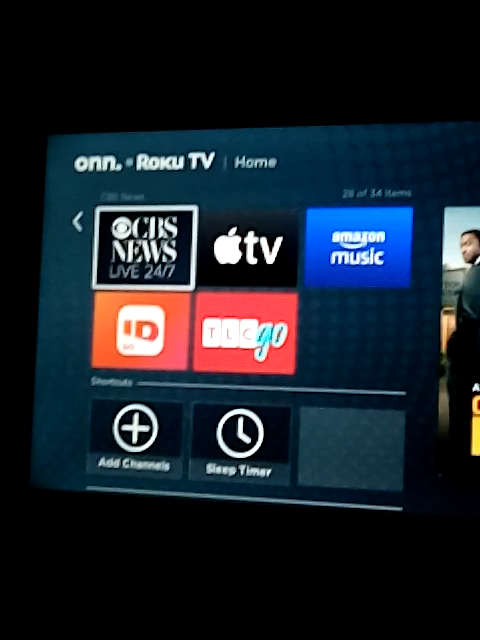 onn. • Roku TV | Home
CBS News
28 of 34 items
CBS
NEWS
LIVE 24/7
tv
amazon
music
ID
GO
TLC go
Shortcuts
Add Channels
Sleep Timer